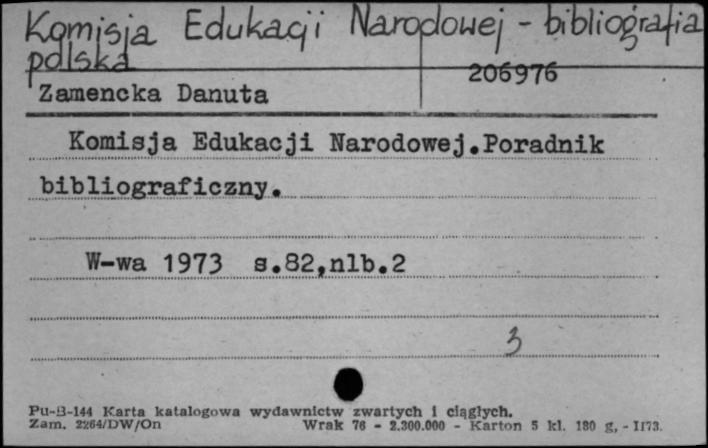 Komisja Edukacji Narodowej - bibliografia
polska
206976
Zamencka Danuta
Komisja Edukacji Narodowej.Poradnik
bibliograficzny.
W-wa 1973 s.82,nlb.2
3
Pu-B-144 Karta katalogowa wydawnictw zwartych i ciągłych.
Zam. 2264/DW/On Wrak 76 - 2.300.000 - Karton 5 kl. 180 g, - II73.